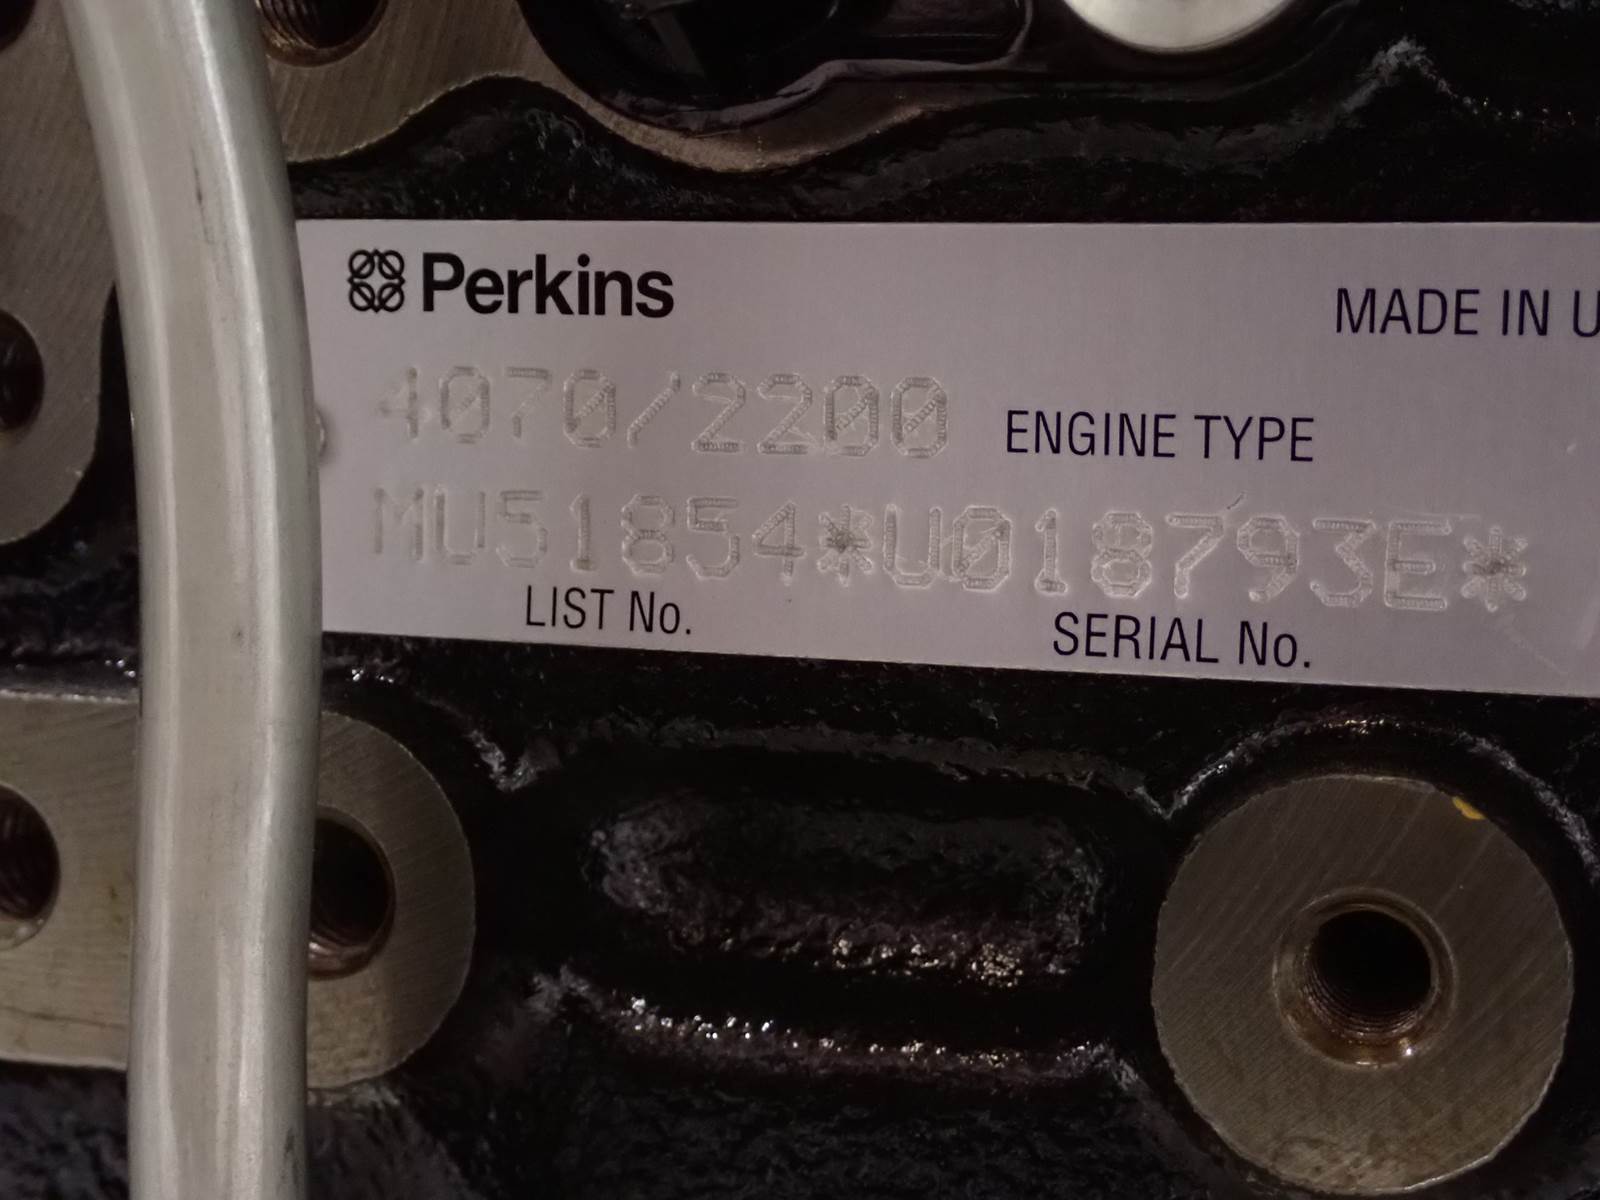 Perkins
MADE IN U
4070/2200 ENGINE TYPE
MU51854*U018793E*
LIST No. SERIAL No.